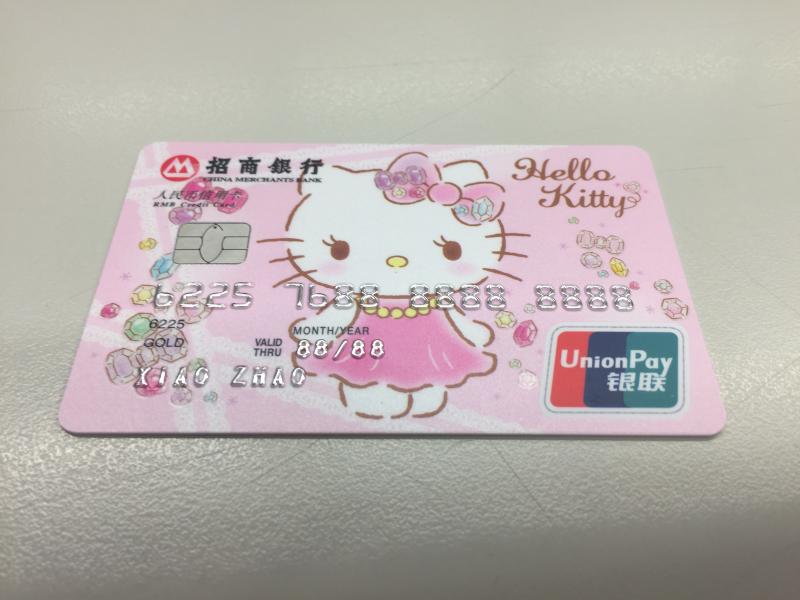 招商銀行
CHINA MERCHANTS BANK
人民币信用卡
RMB Credit Card
Hello
Kitty
6225 7688 8888 8888
6225
GOLD
MONTH/YEAR
VALID
THRU
88/88
XIAO ZHAO
UnionPay
银联